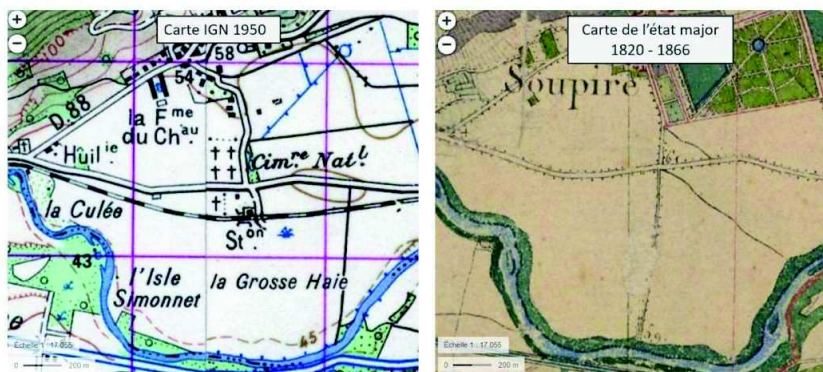 +
−
Carte IGN 1950
58
54
D.88
la Fme
du Chau
Huilie
Cimre Natl
la Culée
Ston
43
l'Isle
Simonnet
la Grosse Haie
45
Échelle 1 : 17 055
0 200 m
+
−
Carte de l'état major
1820 - 1866
Soupire
Échelle 1 : 17 055
0 200 m